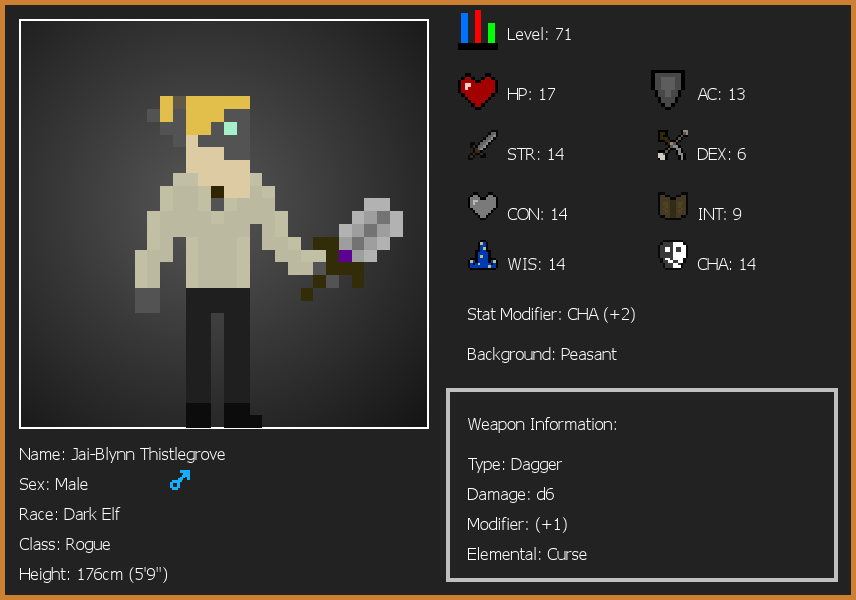 Level: 71
HP: 17
AC: 13
STR: 14
DEX: 6
CON: 14
INT: 9
WIS: 14
CHA: 14
Stat Modifier: CHA (+2)
Background: Peasant
Weapon Information:
Type: Dagger
Damage: d6
Modifier: (+1)
Elemental: Curse
Name: Jai-Blynn Thistlegrove
Sex: Male
Race: Dark Elf
Class: Rogue
Height: 176cm (5'9")